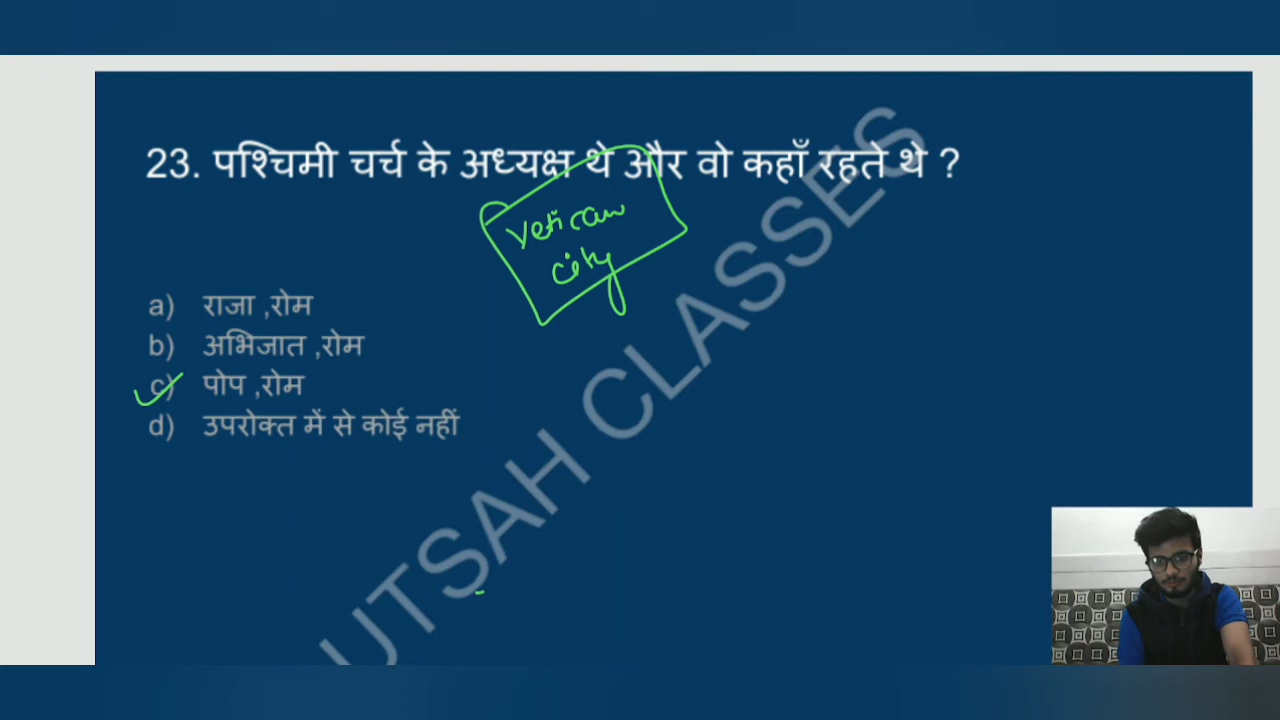 23. पश्चिमी चर्च के अध्यक्ष थे और वो कहाँ रहते थे ?
Vetican
city
a) राजा ,रोम
b) अभिजात ,रोम
c) पोप ,रोम
d) उपरोक्त में से कोई नहीं
UTSAH CLASSES